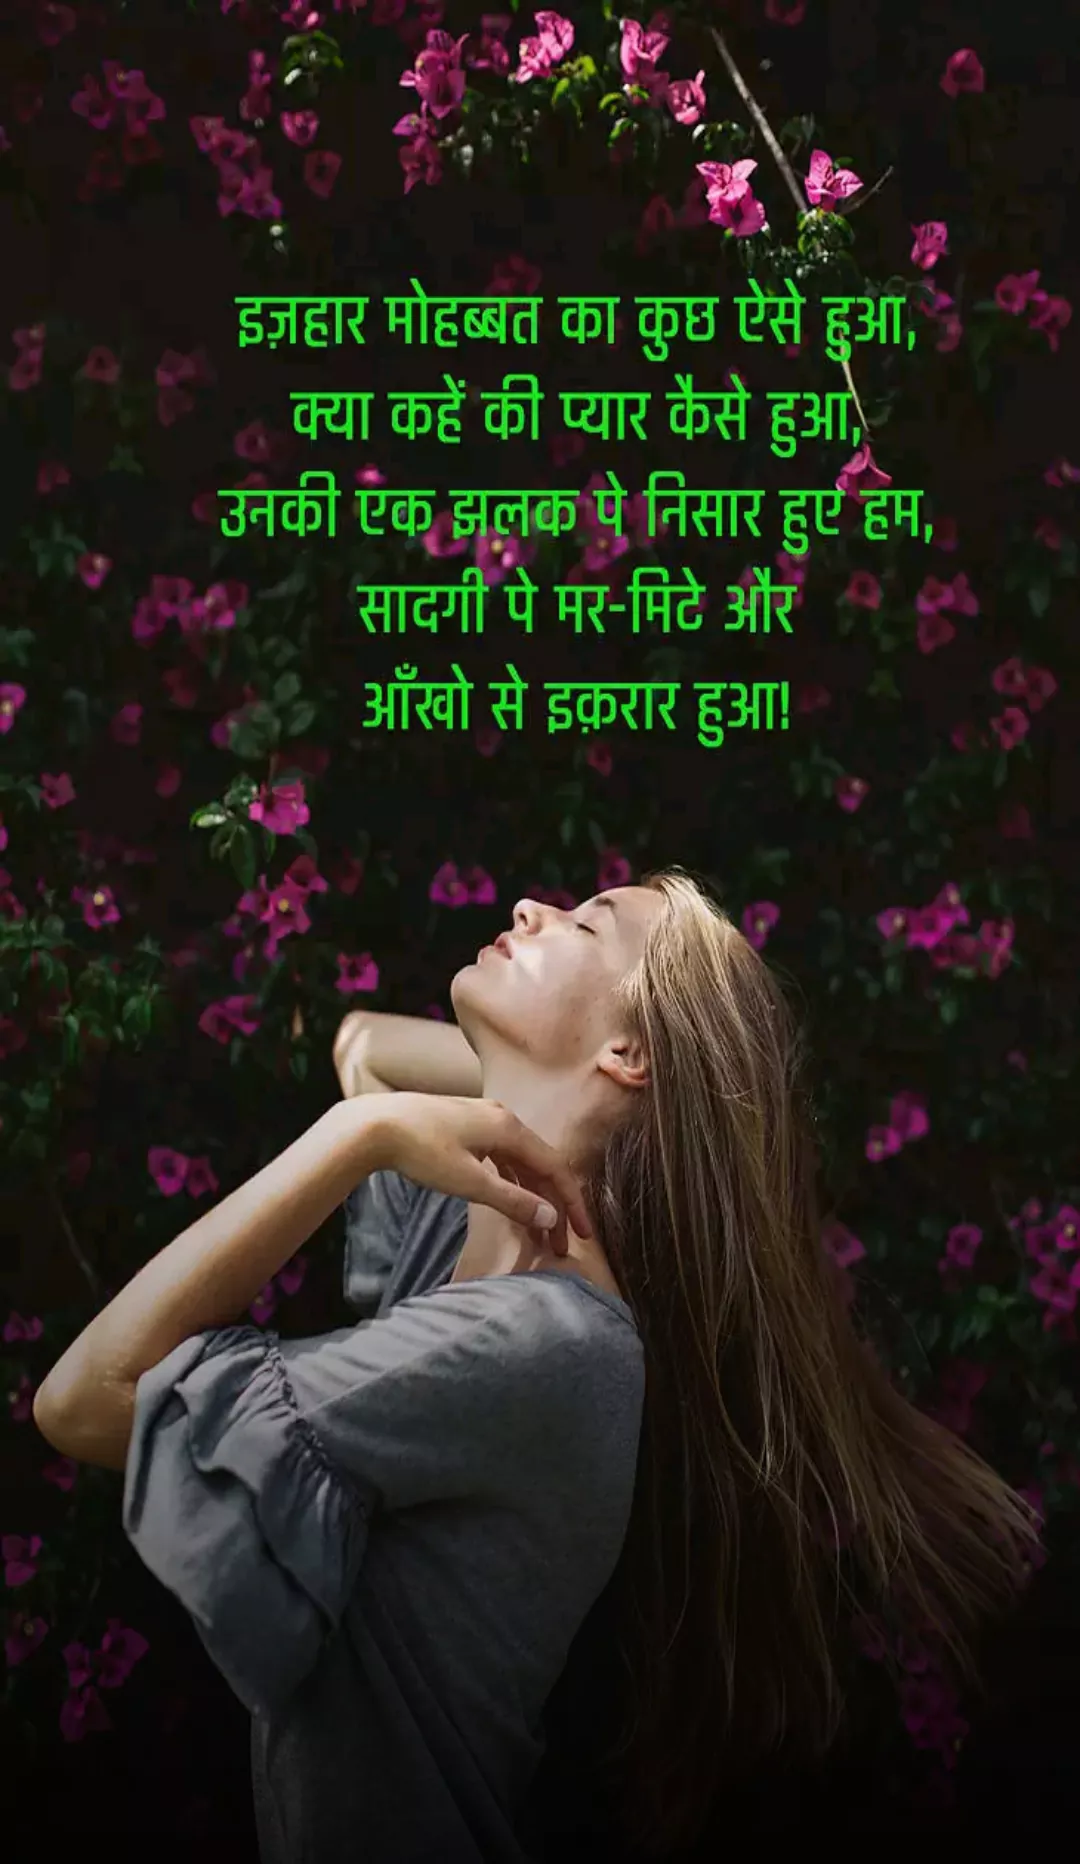 इज़हार मोहब्बत का कुछ ऐसे हुआ,
क्या कहें की प्यार कैसे हुआ,
उनकी एक झलक पे निसार हुए हम,
सादगी पे मर-मिटे और
आँखो से इक़रार हुआ!